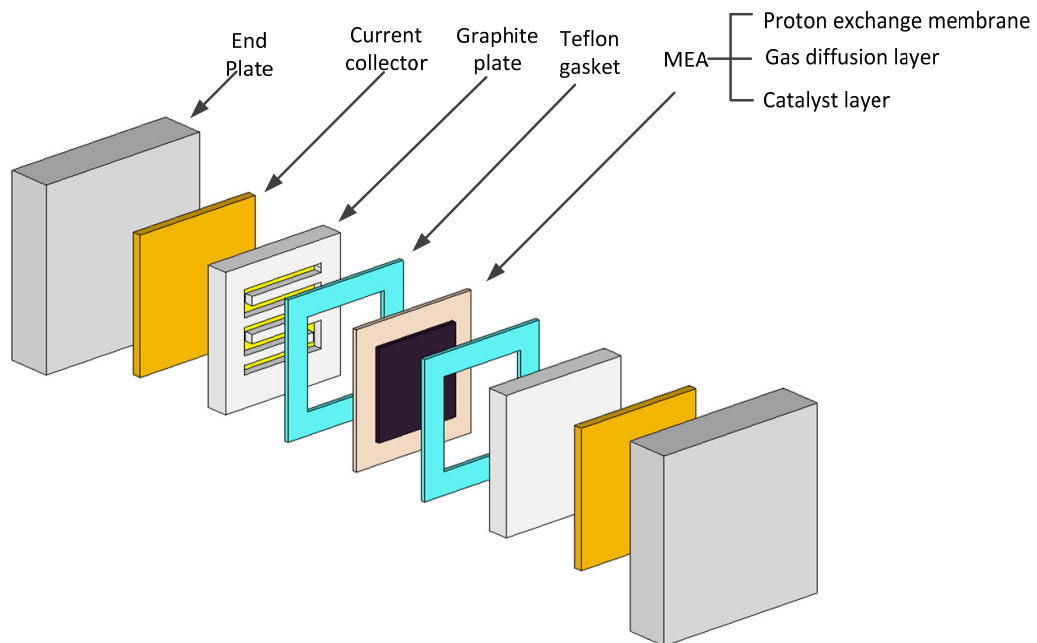 End
Plate
Current
collector
Graphite
plate
Teflon
gasket
MEA
Proton exchange membrane
Gas diffusion layer
Catalyst layer